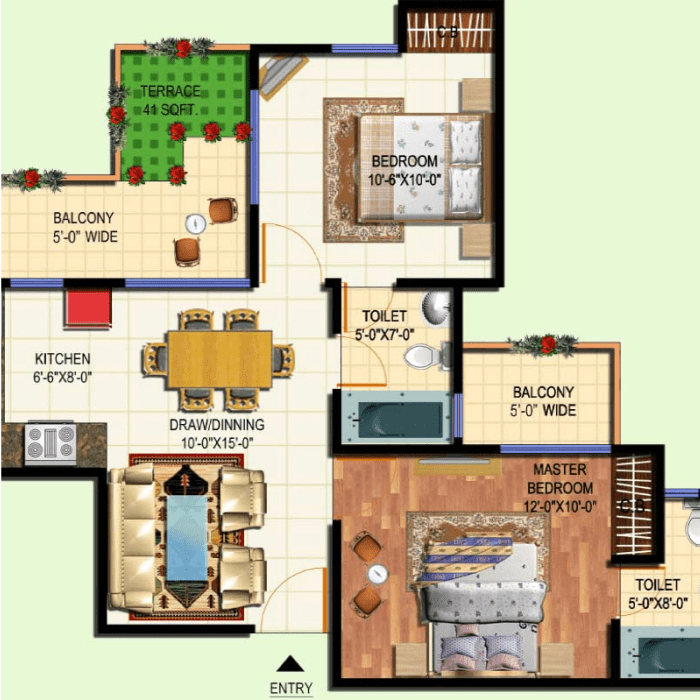 C B
TERRACE
41 SQFT.
BEDROOM
10'-6"X10'-0"
BALCONY
5'-0" WIDE
TOILET
5'-0"X7'-0"
KITCHEN
6'-6"X8'-0"
BALCONY
5'-0" WIDE
DRAW/DINNING
10'-0"X15'-0"
MASTER
BEDROOM
12'-0"X10'-0"
C B
TOILET
5'-0"X8'-0"
ENTRY